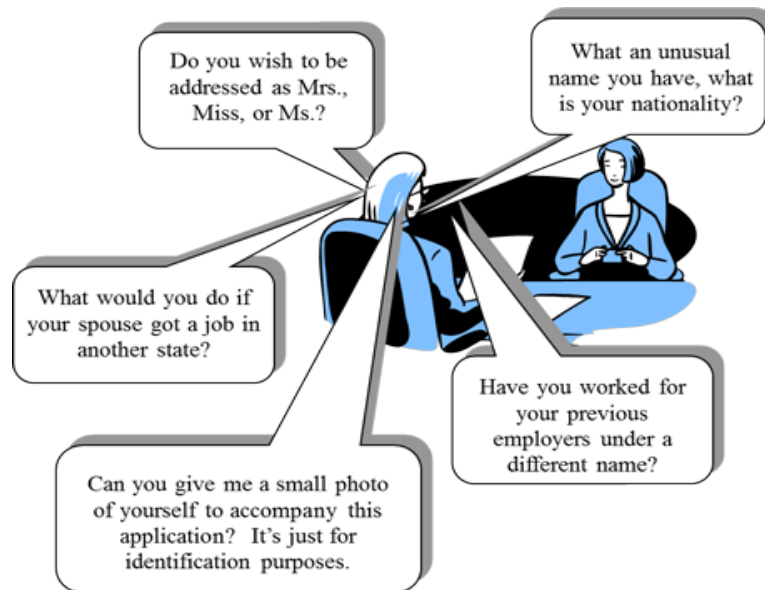 Do you wish to be
addressed as Mrs.,
Miss, or Ms.?
What an unusual
name you have, what
is your nationality?
What would you do if
your spouse got a job in
another state?
Have you worked for
your previous
employers under a
different name?
Can you give me a small photo
of yourself to accompany this
application? It's just for
identification purposes.